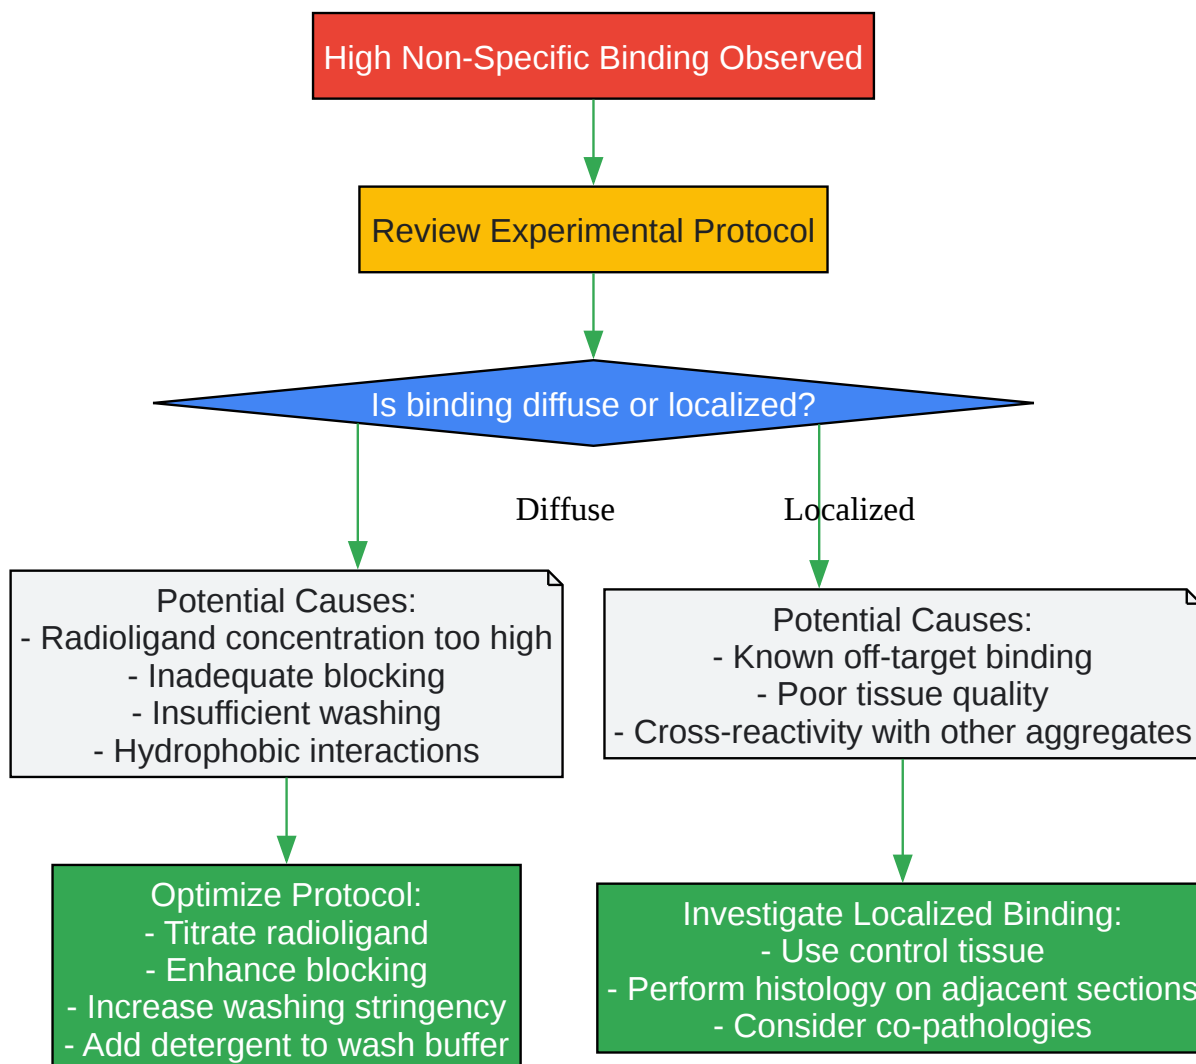 High Non-Specific Binding Observed
Review Experimental Protocol
Is binding diffuse or localized?
Diffuse
Localized
Potential Causes:
- Radioligand concentration too high
- Inadequate blocking
- Insufficient washing
- Hydrophobic interactions
Potential Causes:
- Known off-target binding
- Poor tissue quality
- Cross-reactivity with other aggregates
Optimize Protocol:
- Titrate radioligand
- Enhance blocking
- Increase washing stringency
- Add detergent to wash buffer
Investigate Localized Binding:
- Use control tissue
- Perform histology on adjacent sections
- Consider co-pathologies